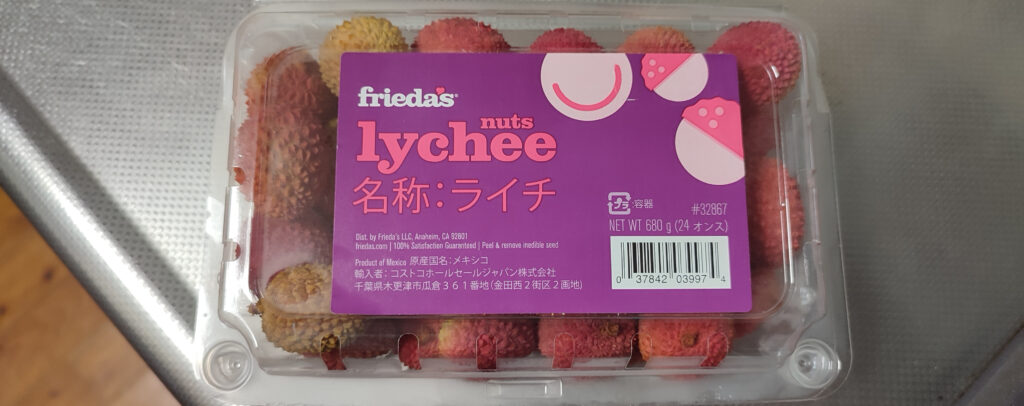 frieda's®
nuts
lychee
名称：ライチ
Dist. by Frieda's LLC, Anaheim, CA 92801
friedas.com | 100% Satisfaction Guaranteed | Peel & remove inedible seed
Product of Mexico 原産国名：メキシコ
輸入者：コストコホールセールジャパン株式会社
千葉県木更津市瓜倉３６１番地（金田西２街区２画地）
プラ :容器
#32867
NET WT 680 g (24 オンス)
0 37842 03997 4